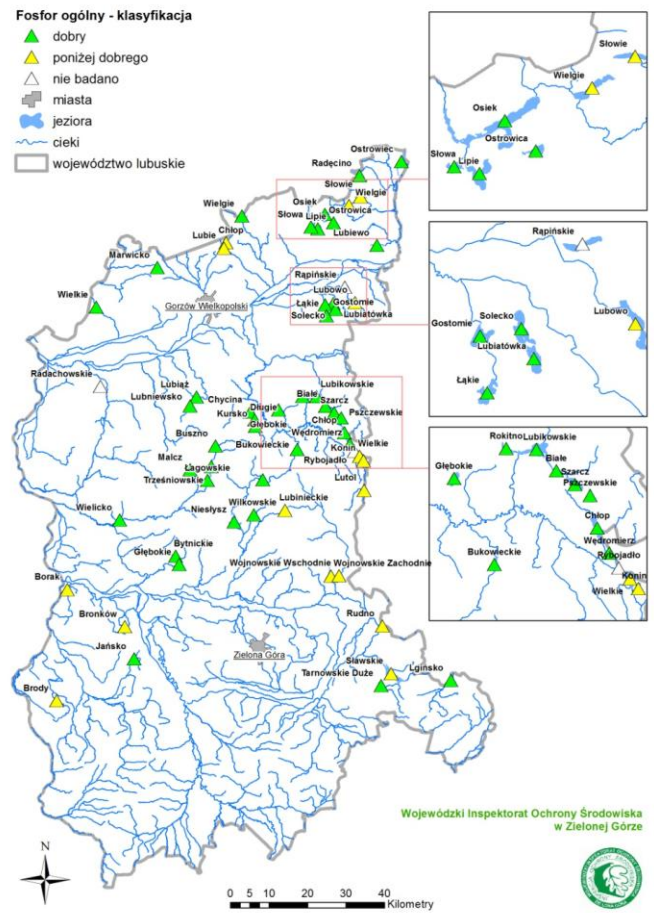 Fosfor ogólny - klasyfikacja
dobry
poniżej dobrego
nie badano
miasta
jeziora
cieki
województwo lubuskie
Ostrowiec
Radęcino
Słowie
Wielgie
Osiek
Ostrowica
Słowa
Lipie
Lubiewo
Wielgie
Chłop
Lubie
Marwicko
Wielkie
Gorzów Wielkopolski
Rąpińskie
Lubowo
Łąkie
Gostomie
Solecko
Lubiatówka
Radachowskie
Lubiąż
Lubniewsko
Chycina
Kursko
Długie
Głębokie
Białe
Lubikowskie
Szarcz
Chłop
Pszczewskie
Wędromierz
Buszno
Bukowieckie
Konin
Wielkie
Rybojadło
Lutol
Malcz
Łagowskie
Trześniowskie
Wielicko
Niesłysz
Wilkowskie
Lubinieckie
Bytnickie
Głębokie
Wojnowskie Wschodnie
Wojnowskie Zachodnie
Borak
Bronków
Jańsko
Brody
Zielona Góra
Rudno
Sławskie
Tarnowskie Duże
Lgińsko
Słowie
Wielgie
Osiek
Ostrowica
Słowa
Lipie
Rąpińskie
Lubowo
Gostomie
Solecko
Lubiatówka
Łąkie
Rokitno
Lubikowskie
Głębokie
Białe
Szarcz
Pszczewskie
Chłop
Bukowieckie
Wędromierz
Rybojadło
Konin
Wielkie
Wojewódzki Inspektorat Ochrony Środowiska
w Zielonej Górze
N
0 5 10 20 30 40
Kilometry